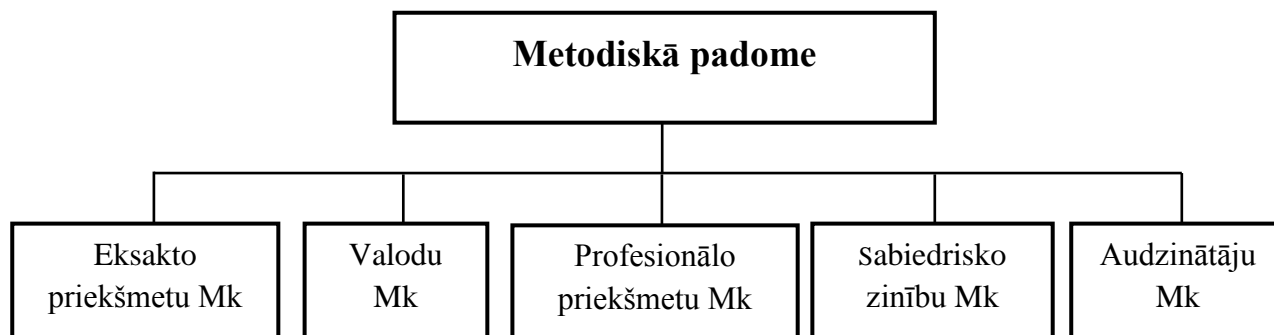 Metodiskā padome
Eksakto
priekšmetu Mk
Valodu
Mk
Profesionālo
priekšmetu Mk
Sabiedrisko
zinību Mk
Audzinātāju
Mk